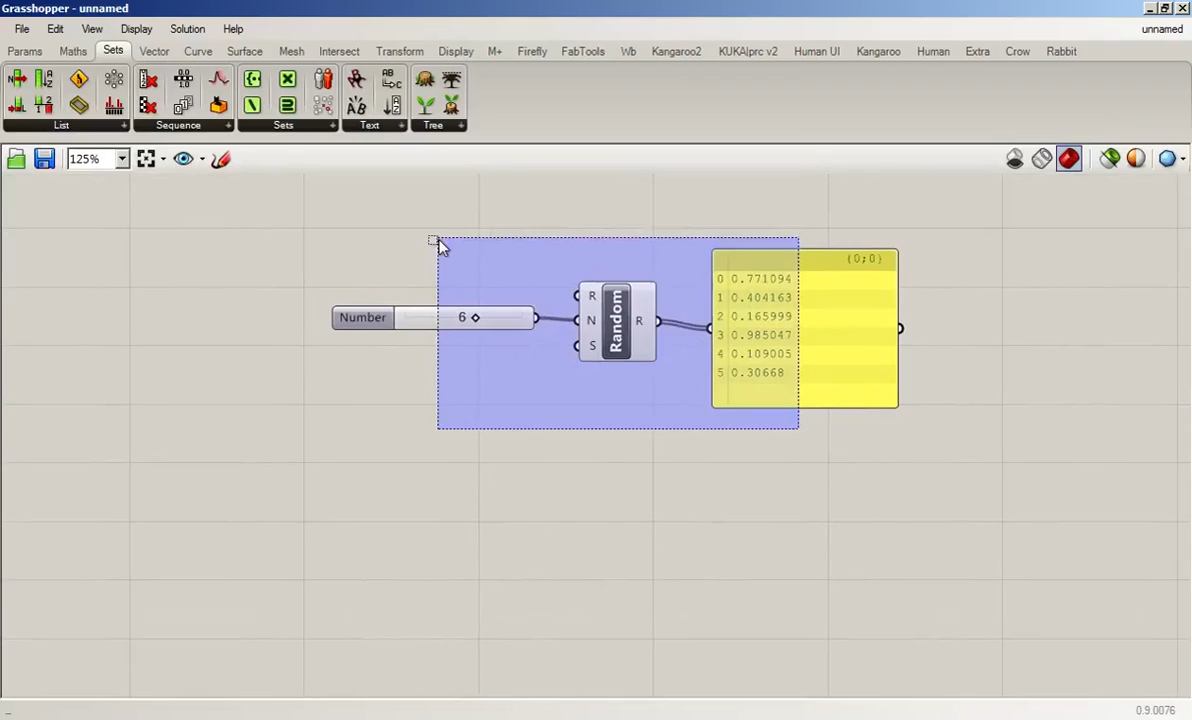 Grasshopper - unnamed
File Edit View Display Solution Help unnamed
Params Maths Sets Vector Curve Surface Mesh Intersect Transform Display M+ Firefly FabTools Wb Kangaroo2 KUKA|prc v2 Human UI Kangaroo Human Extra Crow Rabbit
List + Sequence + Sets + Text + Tree +
125%
{0;0}
0 0.771094
1 0.404163
2 0.165999
3 0.985047
4 0.109005
5 0.30668
Number 6
R
N
S
Random
R
0.9.0076